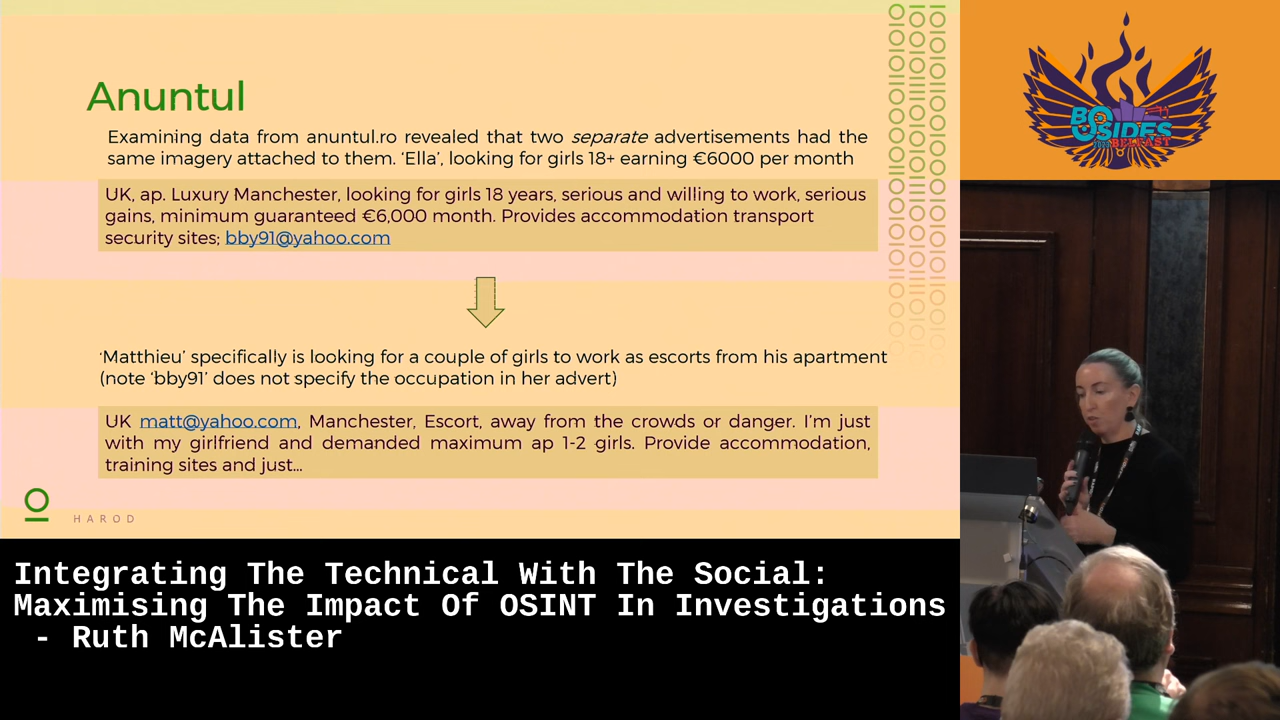 Anuntul
Examining data from anuntul.ro revealed that two separate advertisements had the
same imagery attached to them. ‘Ella’, looking for girls 18+ earning €6000 per month
UK, ap. Luxury Manchester, looking for girls 18 years, serious and willing to work, serious
gains, minimum guaranteed €6,000 month. Provides accommodation transport
security sites; bby91@yahoo.com
‘Matthieu’ specifically is looking for a couple of girls to work as escorts from his apartment
(note ‘bby91’ does not specify the occupation in her advert)
UK matt@yahoo.com, Manchester, Escort, away from the crowds or danger. I’m just
with my girlfriend and demanded maximum ap 1-2 girls. Provide accommodation,
training sites and just...
HAROD
BSIDES
BELFAST
Integrating The Technical With The Social:
Maximising The Impact Of OSINT In Investigations
- Ruth McAlister